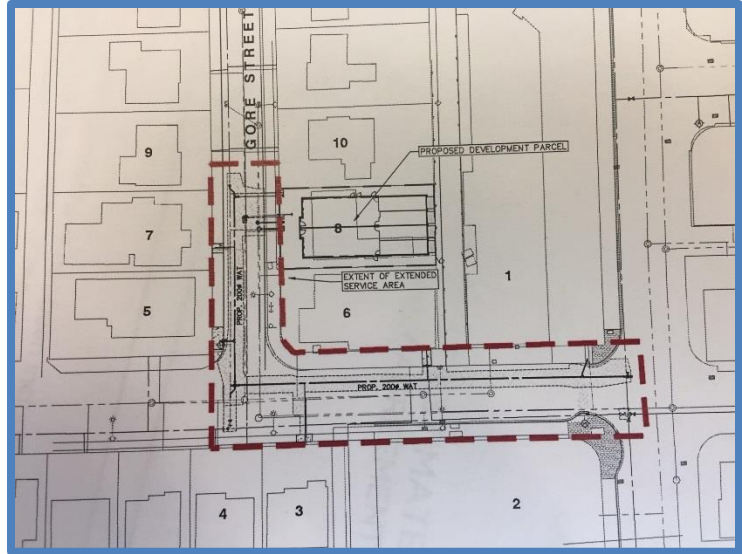 GORE STREET
9
10
PROPOSED DEVELOPMENT PARCEL
8
7
EXTENT OF EXTENDED
SERVICE AREA
1
PROP. 200ø WAT
5
6
PROP. 200ø WAT
4
3
2